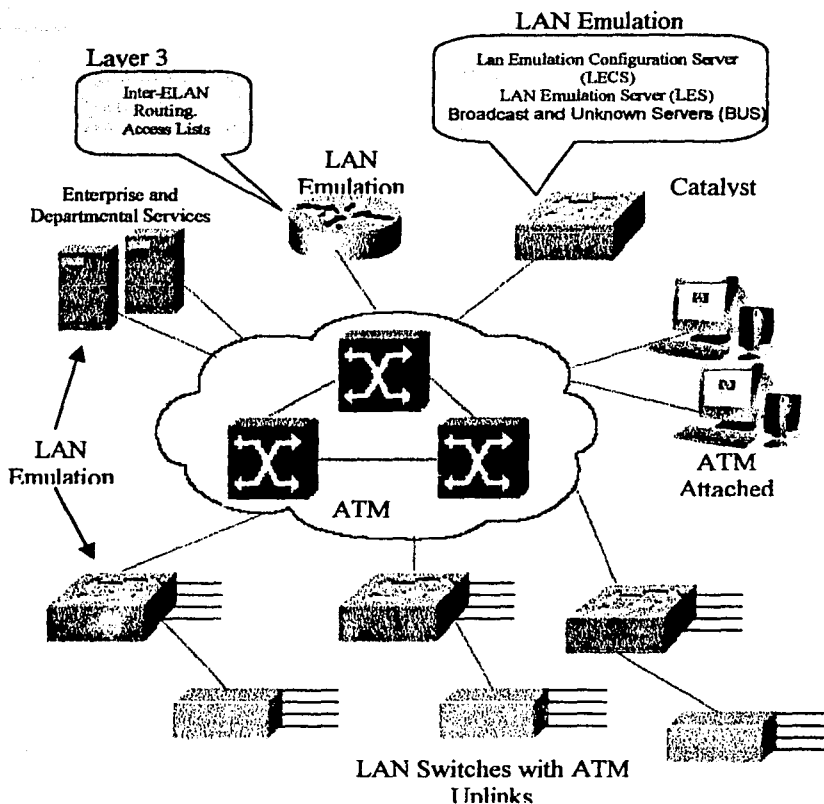 LAN Emulation
Layer 3
Lan Emulation Configuration Server
(LECS)
LAN Emulation Server (LES)
Broadcast and Unknown Servers (BUS)
Inter-ELAN
Routing.
Access Lists
LAN
Emulation
Catalyst
Enterprise and
Departmental Services
LAN
Emulation
ATM
Attached
ATM
LAN Switches with ATM
Uplinks